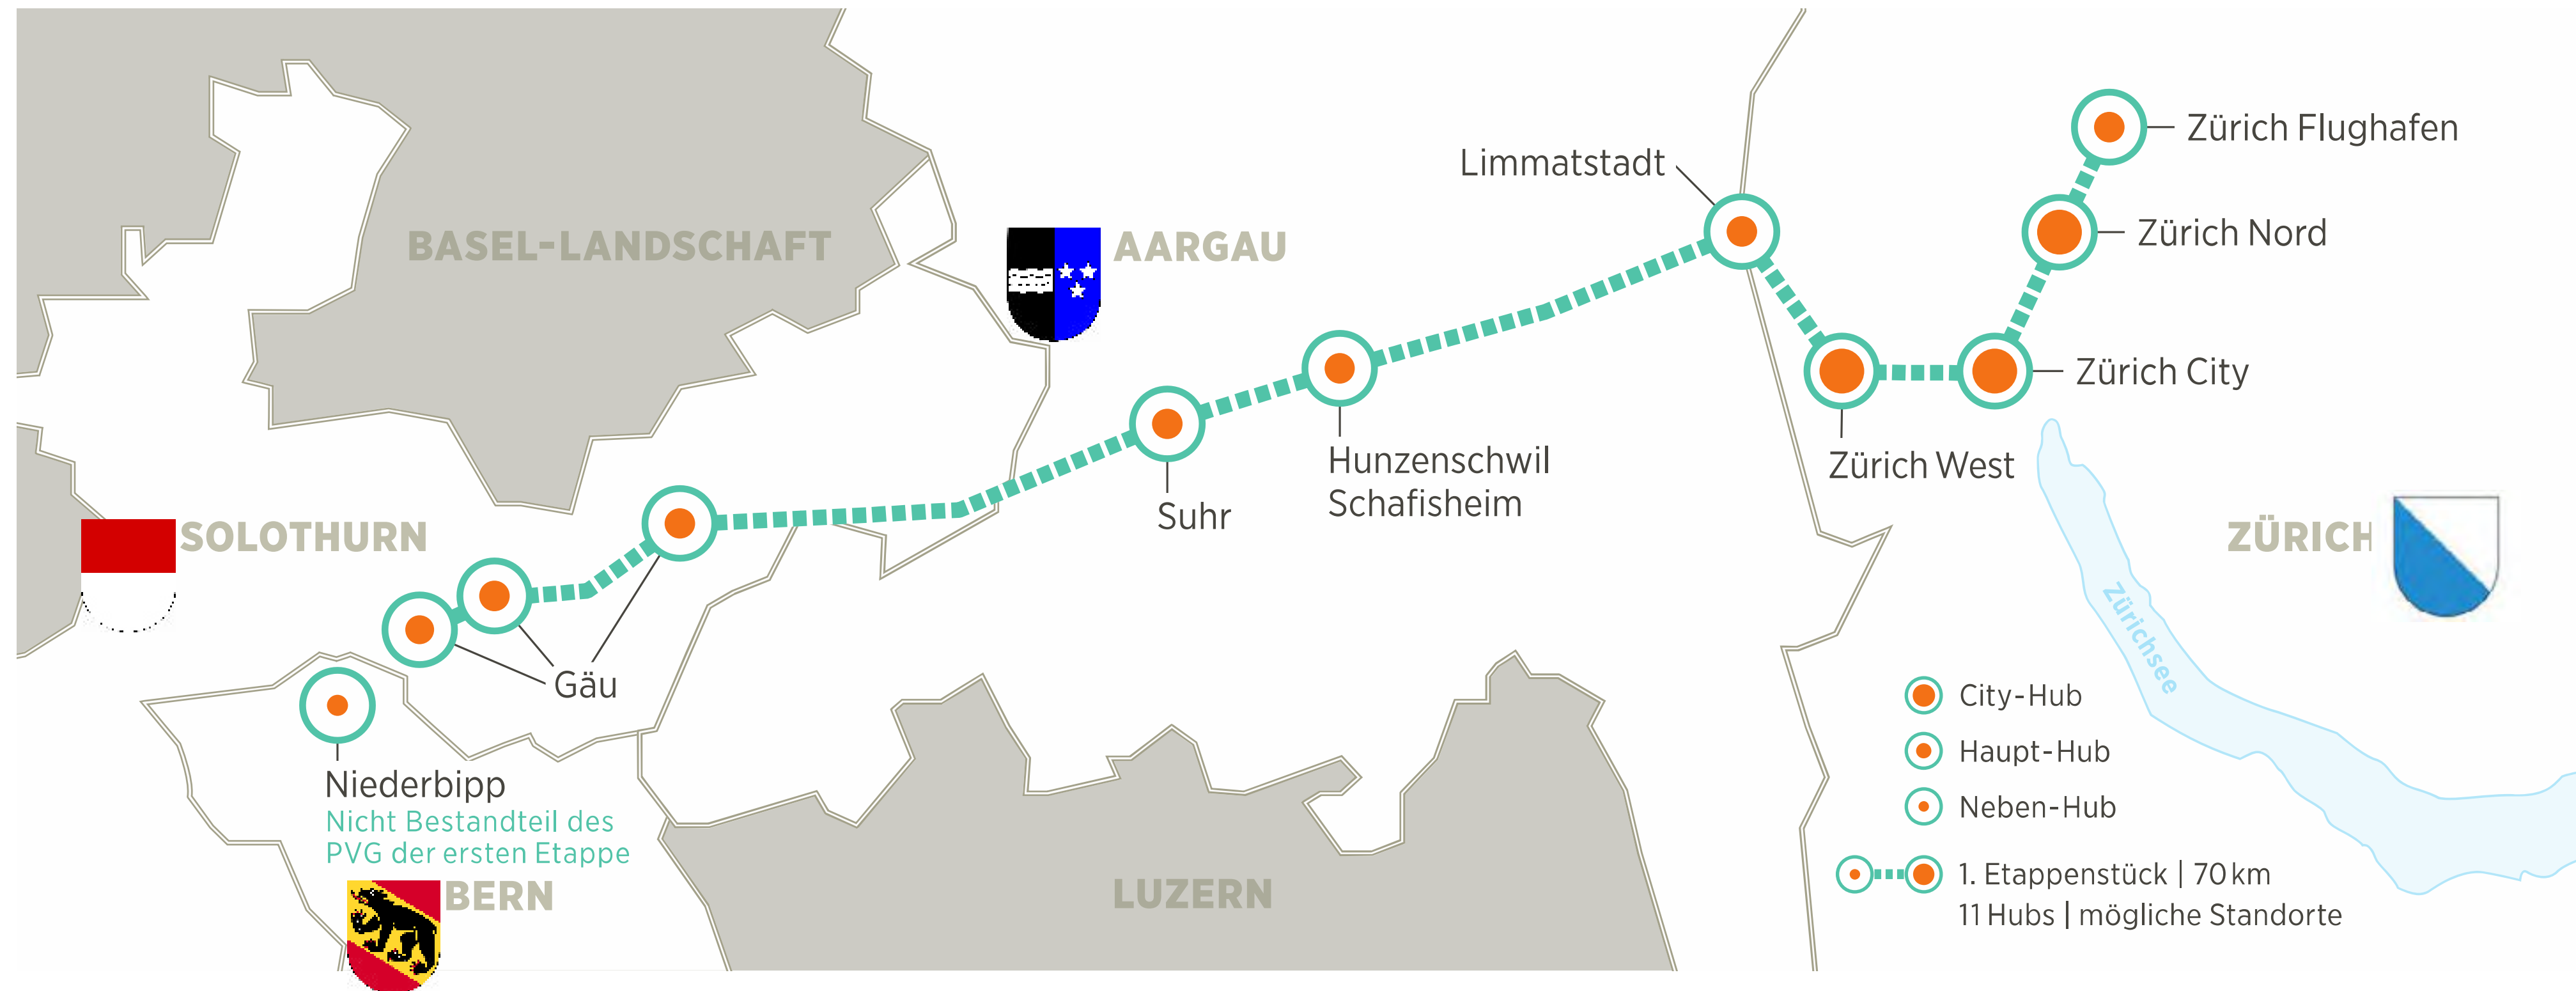 Zürich Flughafen
Limmatstadt
Zürich Nord
BASEL-LANDSCHAFT
AARGAU
Zürich City
Hunzenschwil
Schafisheim
Zürich West
Suhr
SOLOTHURN
ZÜRICH
Zürichsee
Gäu
Niederbipp
Nicht Bestandteil des
PVG der ersten Etappe
BERN
LUZERN
City-Hub
Haupt-Hub
Neben-Hub
1. Etappenstück | 70 km
11 Hubs | mögliche Standorte